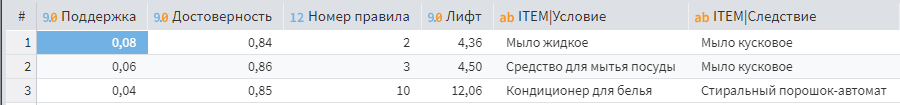 # 9.0 Поддержка 9.0 Достоверность 12 Номер правила 9.0 Лифт ab ITEM|Условие ab ITEM|Следствие
1 0,08 0,84 2 4,36 Мыло жидкое Мыло кусковое
2 0,06 0,86 3 4,50 Средство для мытья посуды Мыло кусковое
3 0,04 0,85 10 12,06 Кондиционер для белья Стиральный порошок-автомат